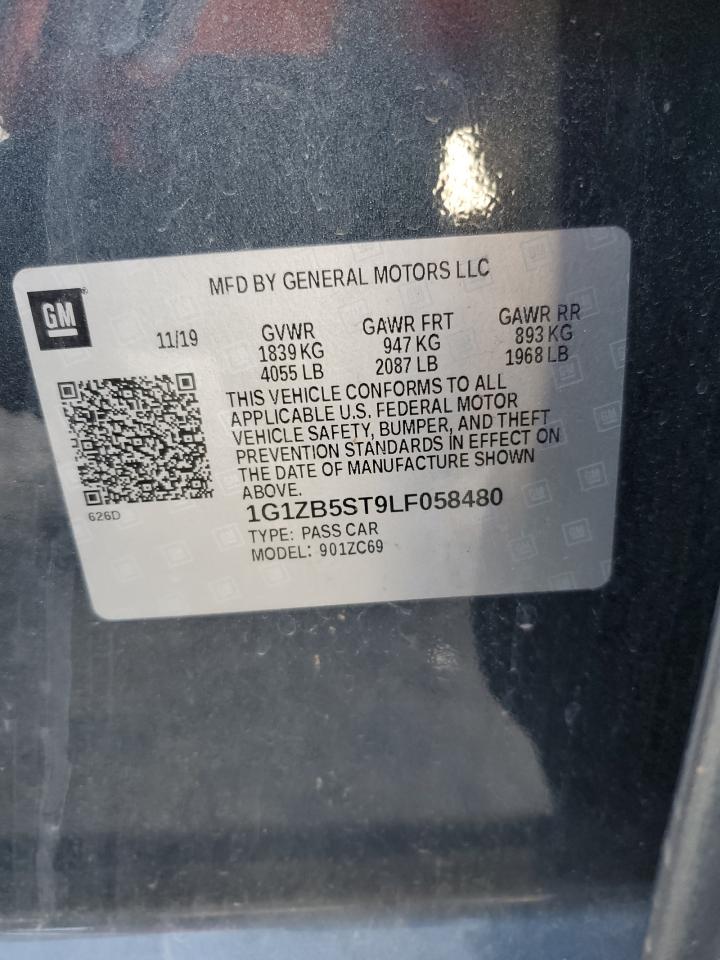 MFD BY GENERAL MOTORS LLC
GM
11/19
GVWR
1839 KG
4055 LB
GAWR FRT
947 KG
2087 LB
GAWR RR
893 KG
1968 LB
THIS VEHICLE CONFORMS TO ALL
APPLICABLE U.S. FEDERAL MOTOR
VEHICLE SAFETY, BUMPER, AND THEFT
PREVENTION STANDARDS IN EFFECT ON
THE DATE OF MANUFACTURE SHOWN
ABOVE.
626D
1G1ZB5ST9LF058480
TYPE: PASS CAR
MODEL: 901ZC69